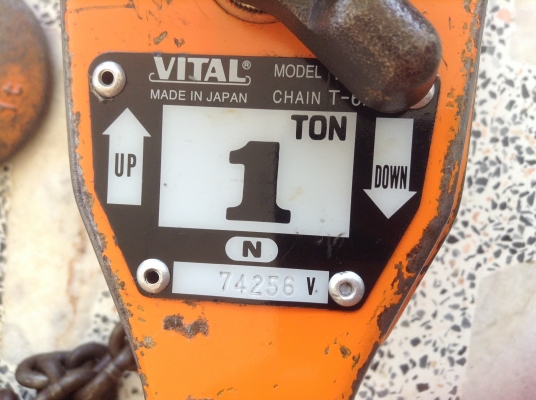 VITAL®
MODEL
MADE IN JAPAN
CHAIN T-
TON
1
UP
DOWN
N
74256 V